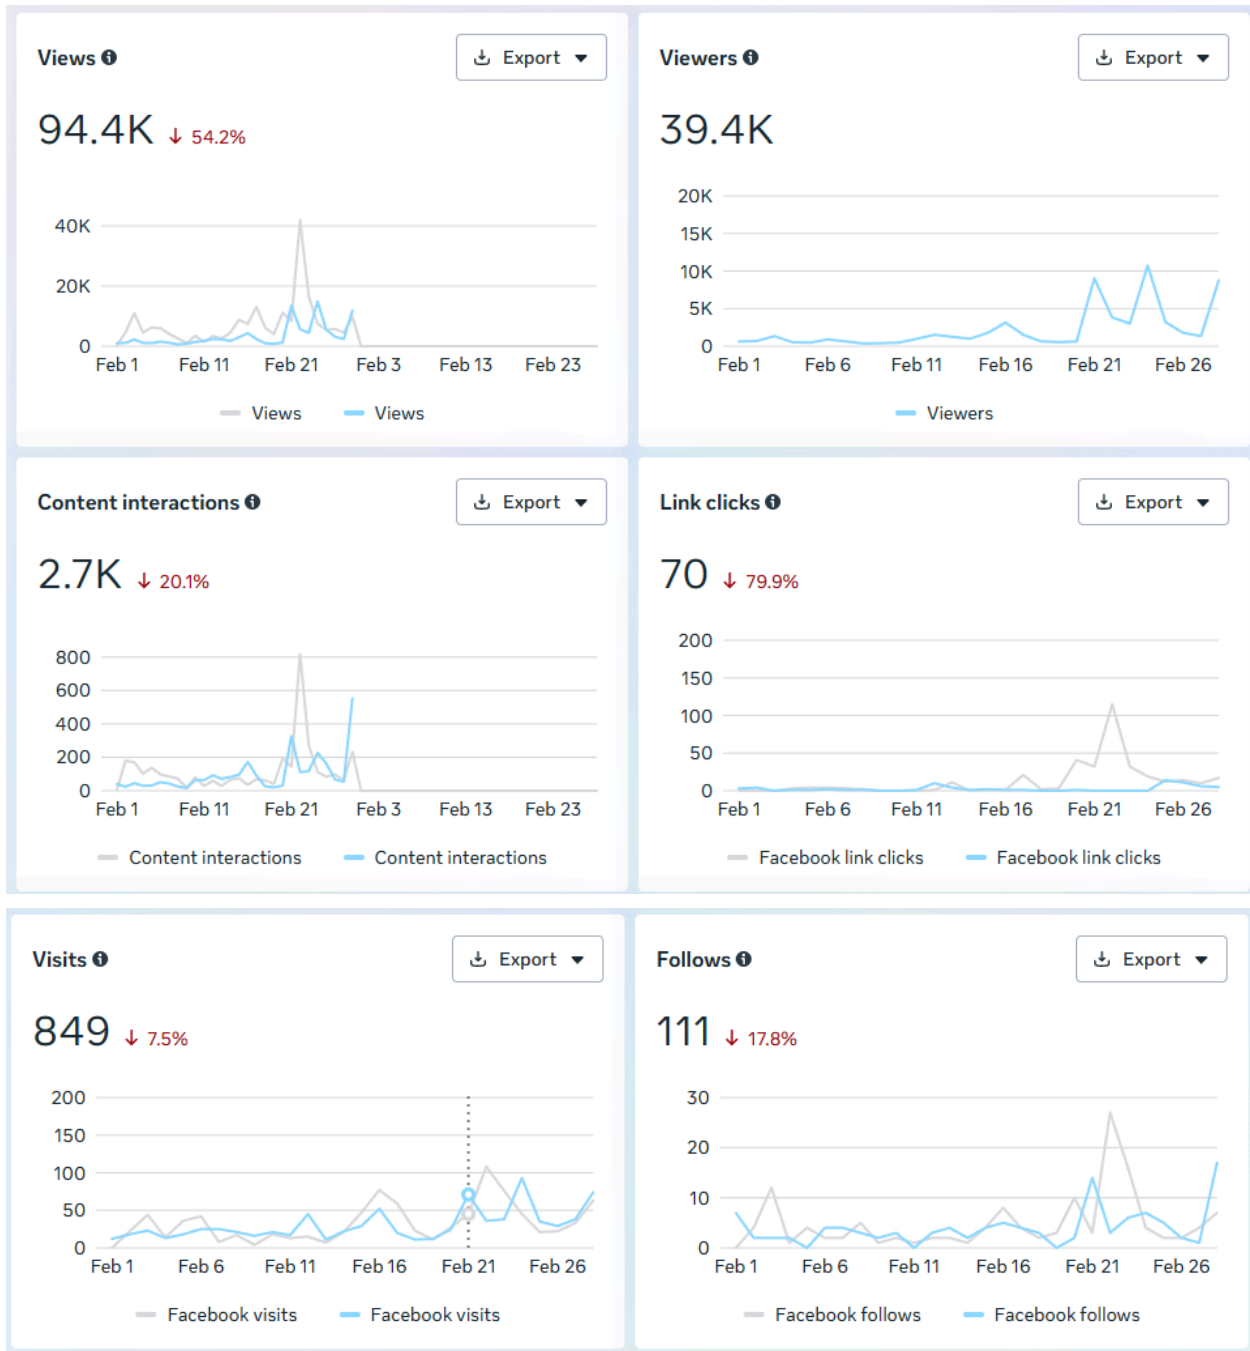 Views
Export
94.4K ↓ 54.2%
40K
20K
0
Feb 1 Feb 11 Feb 21 Feb 3 Feb 13 Feb 23
Views Views
Viewers
Export
39.4K
20K
15K
10K
5K
0
Feb 1 Feb 6 Feb 11 Feb 16 Feb 21 Feb 26
Viewers
Content interactions
Export
2.7K ↓ 20.1%
800
600
400
200
0
Feb 1 Feb 11 Feb 21 Feb 3 Feb 13 Feb 23
Content interactions Content interactions
Link clicks
Export
70 ↓ 79.9%
200
150
100
50
0
Feb 1 Feb 6 Feb 11 Feb 16 Feb 21 Feb 26
Facebook link clicks Facebook link clicks
Visits
Export
849 ↓ 7.5%
200
150
100
50
0
Feb 1 Feb 6 Feb 11 Feb 16 Feb 21 Feb 26
Facebook visits Facebook visits
Follows
Export
111 ↓ 17.8%
30
20
10
0
Feb 1 Feb 6 Feb 11 Feb 16 Feb 21 Feb 26
Facebook follows Facebook follows